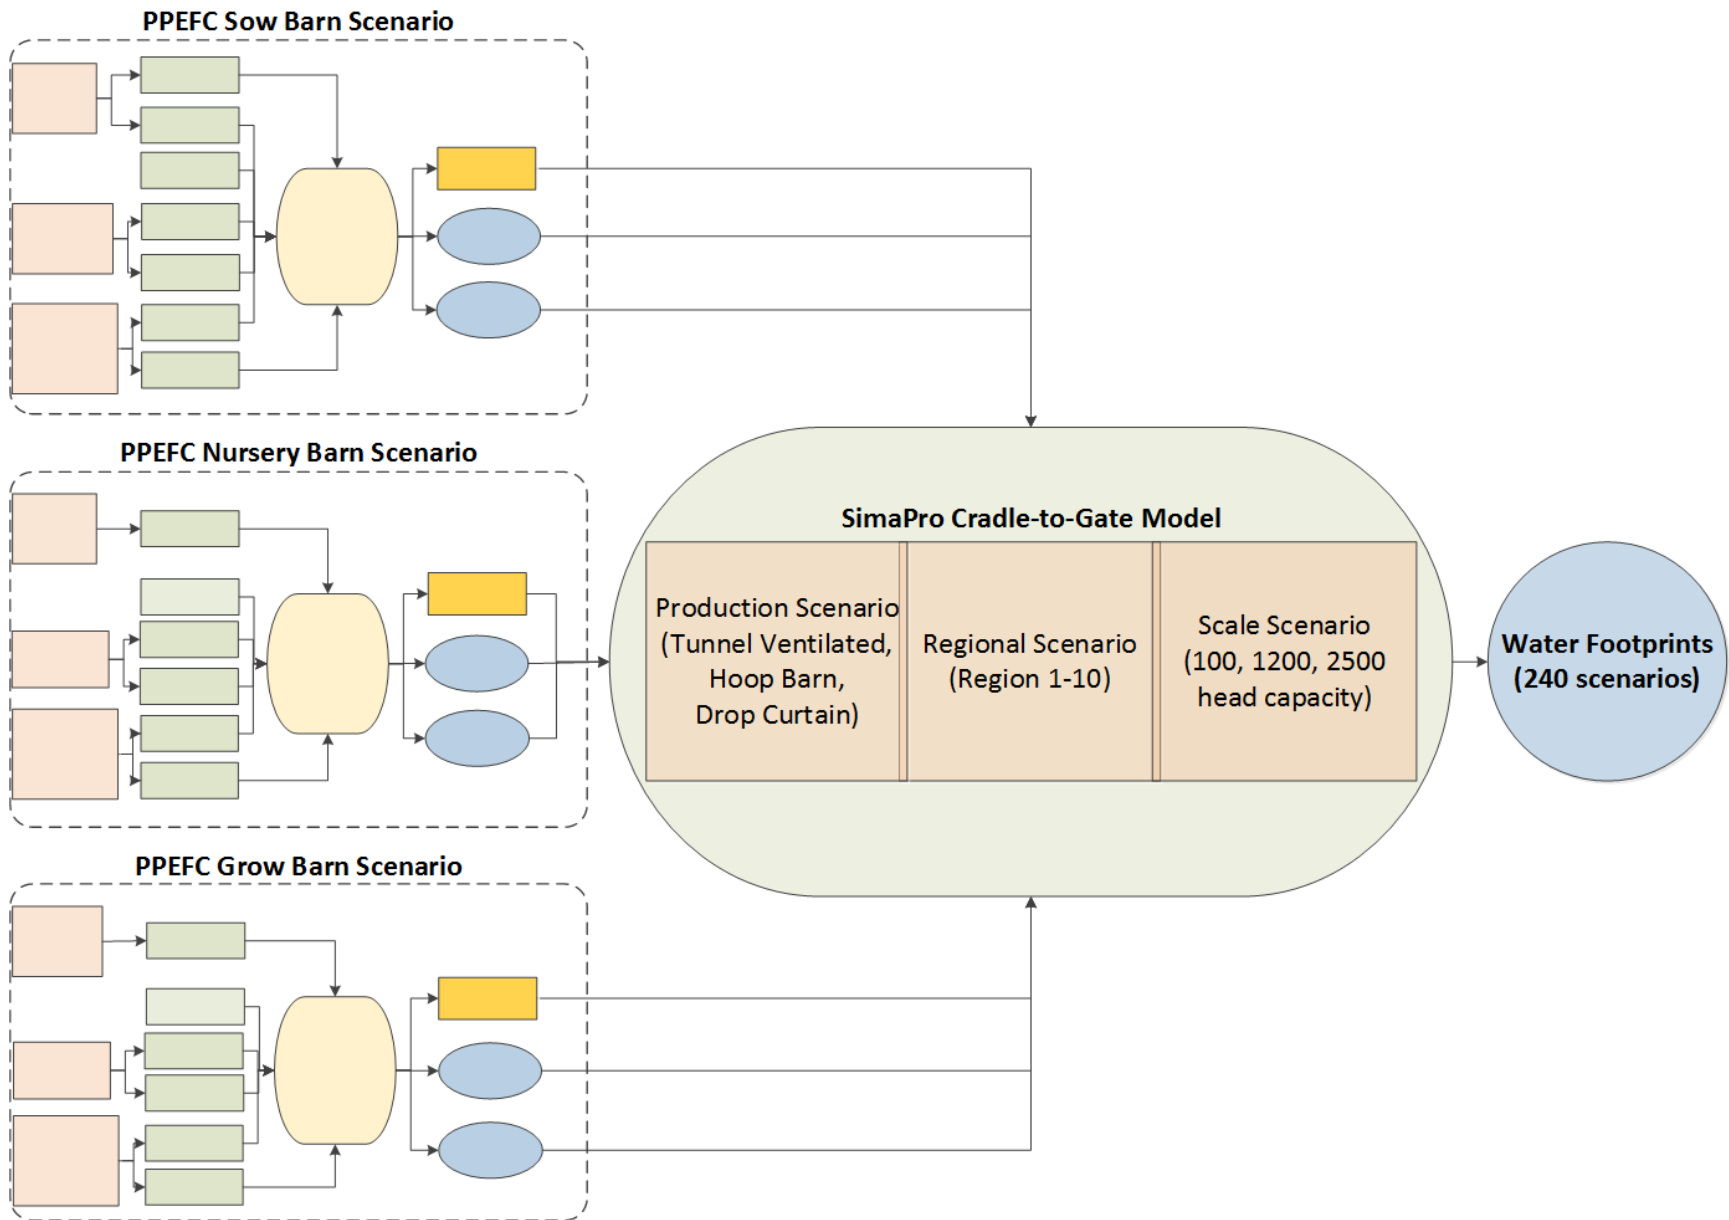 PPEFC Sow Barn Scenario
PPEFC Nursery Barn Scenario
PPEFC Grow Barn Scenario
SimaPro Cradle-to-Gate Model
Production Scenario
(Tunnel Ventilated,
Hoop Barn,
Drop Curtain)
Regional Scenario
(Region 1-10)
Scale Scenario
(100, 1200, 2500
head capacity)
Water Footprints
(240 scenarios)